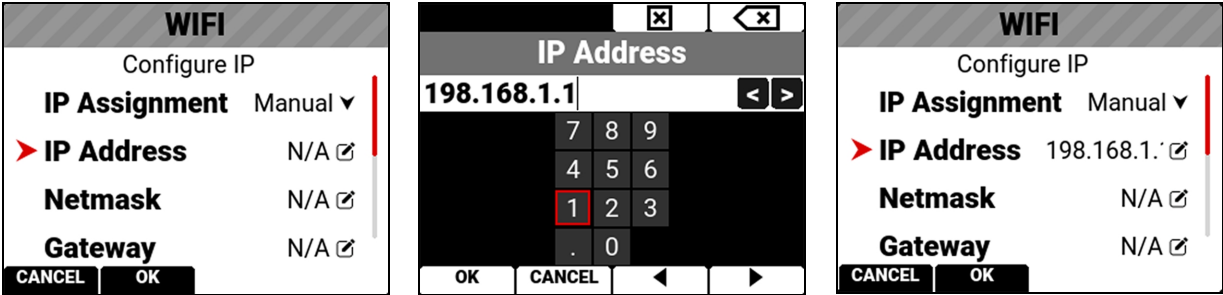 WIFI
Configure IP
IP Assignment Manual
IP Address N/A
Netmask N/A
Gateway N/A
CANCEL OK
IP Address
198.168.1.1
< >
7 8 9
4 5 6
1 2 3
. 0
OK CANCEL
WIFI
Configure IP
IP Assignment Manual
IP Address 198.168.1.
Netmask N/A
Gateway N/A
CANCEL OK